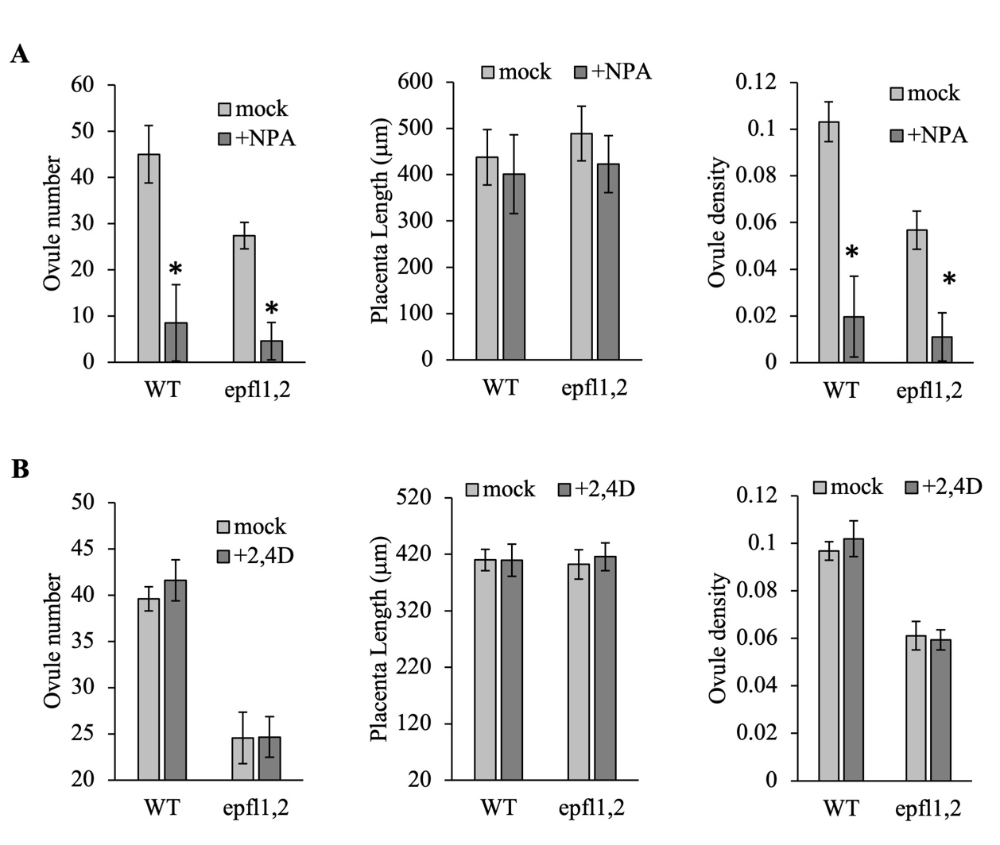 A
Ovule number
60
50
40
30
20
10
0
mock
+NPA
*
*
WT
epfl1,2
Placenta Length (μm)
600
500
400
300
200
100
0
mock
+NPA
WT
epfl1,2
Ovule density
0.12
0.1
0.08
0.06
0.04
0.02
0
mock
+NPA
*
*
WT
epfl1,2
B
Ovule number
50
45
40
35
30
25
20
mock
+2,4D
WT
epfl1,2
Placenta Length (μm)
520
420
320
220
120
20
mock
+2,4D
WT
epfl1,2
Ovule density
0.12
0.1
0.08
0.06
0.04
0.02
0
mock
+2,4D
WT
epfl1,2